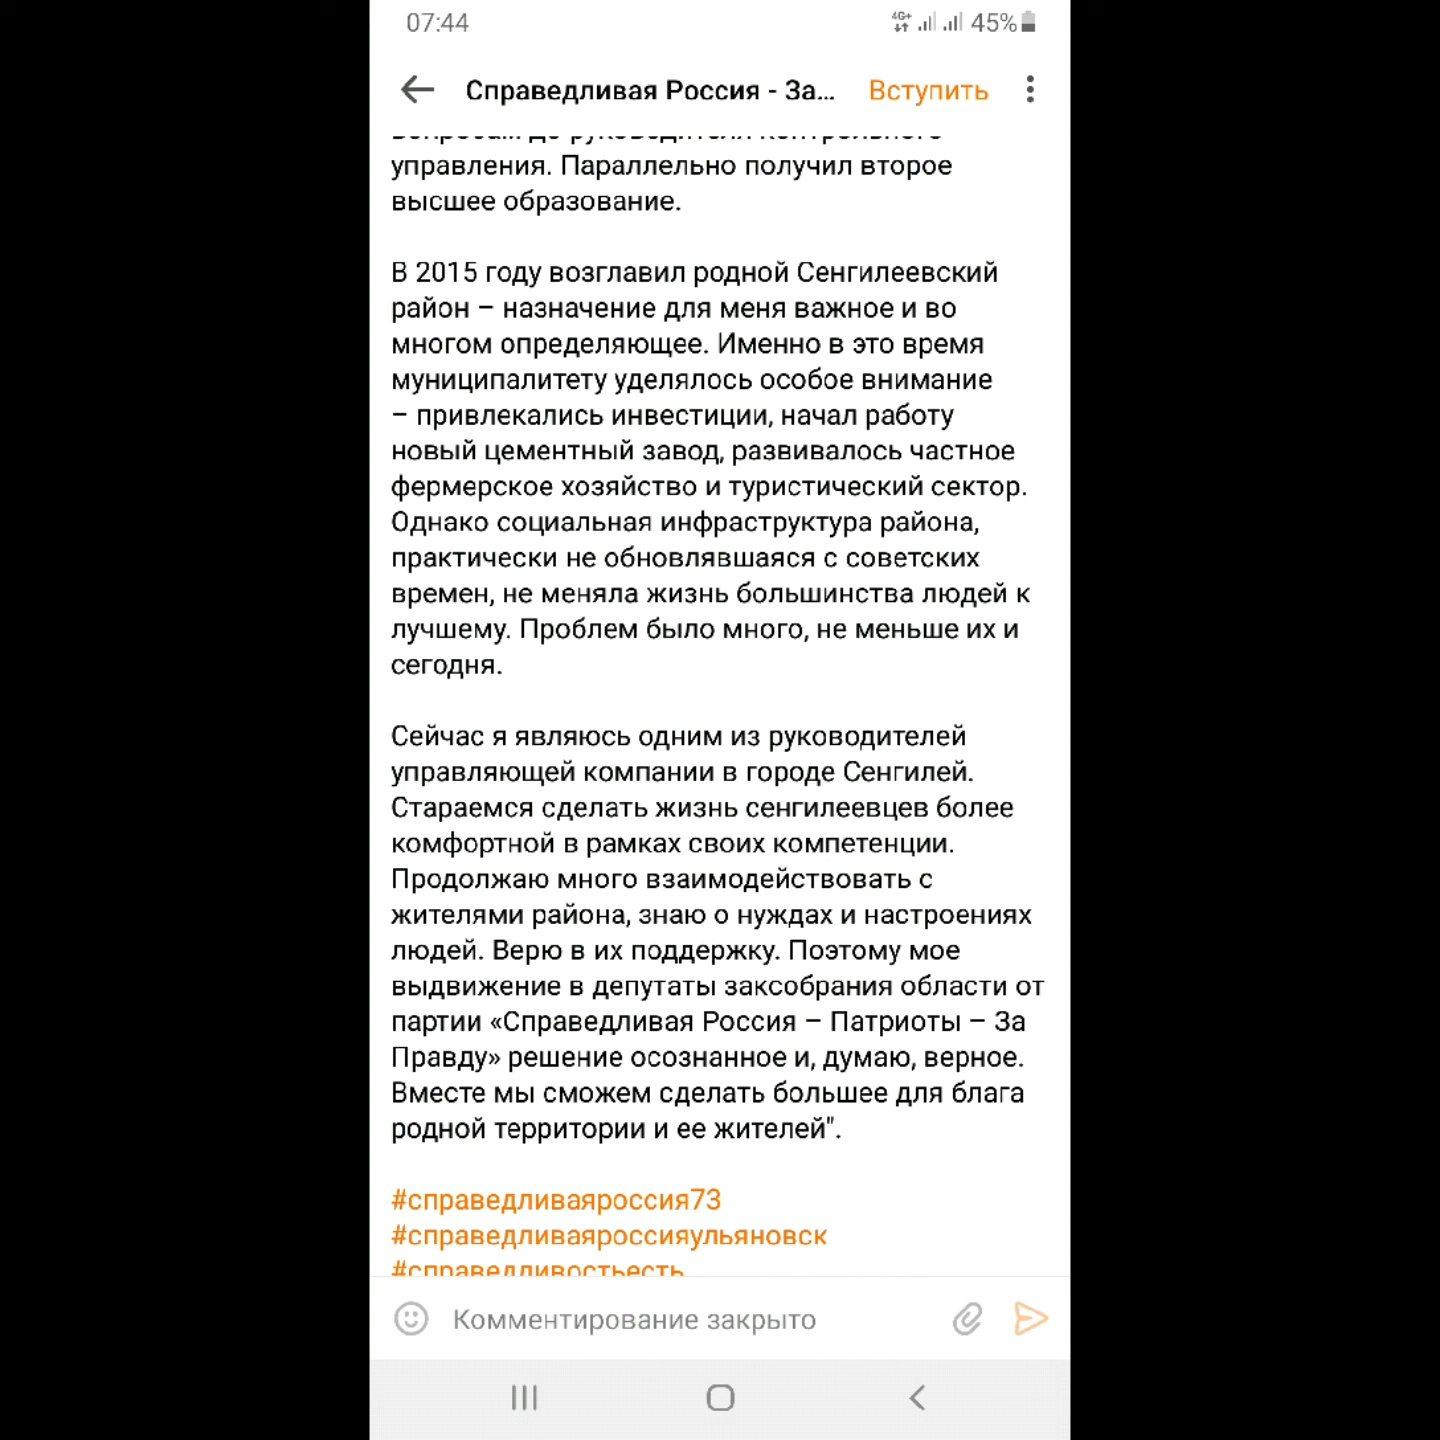 07:44
4G+ 45%
Справедливая Россия - За... Вступить
вопросам до руководителя контрольного
управления. Параллельно получил второе
высшее образование.
В 2015 году возглавил родной Сенгилеевский
район – назначение для меня важное и во
многом определяющее. Именно в это время
муниципалитету уделялось особое внимание
– привлекались инвестиции, начал работу
новый цементный завод, развивалось частное
фермерское хозяйство и туристический сектор.
Однако социальная инфраструктура района,
практически не обновлявшаяся с советских
времен, не меняла жизнь большинства людей к
лучшему. Проблем было много, не меньше их и
сегодня.
Сейчас я являюсь одним из руководителей
управляющей компании в городе Сенгилей.
Стараемся сделать жизнь сенгилеевцев более
комфортной в рамках своих компетенции.
Продолжаю много взаимодействовать с
жителями района, знаю о нуждах и настроениях
людей. Верю в их поддержку. Поэтому мое
выдвижение в депутаты заксобрания области от
партии «Справедливая Россия – Патриоты – За
Правду» решение осознанное и, думаю, верное.
Вместе мы сможем сделать большее для блага
родной территории и ее жителей".
#справедливаяроссия73
#справедливаяроссияульяновск
#справедливостьесть
Комментирование закрыто